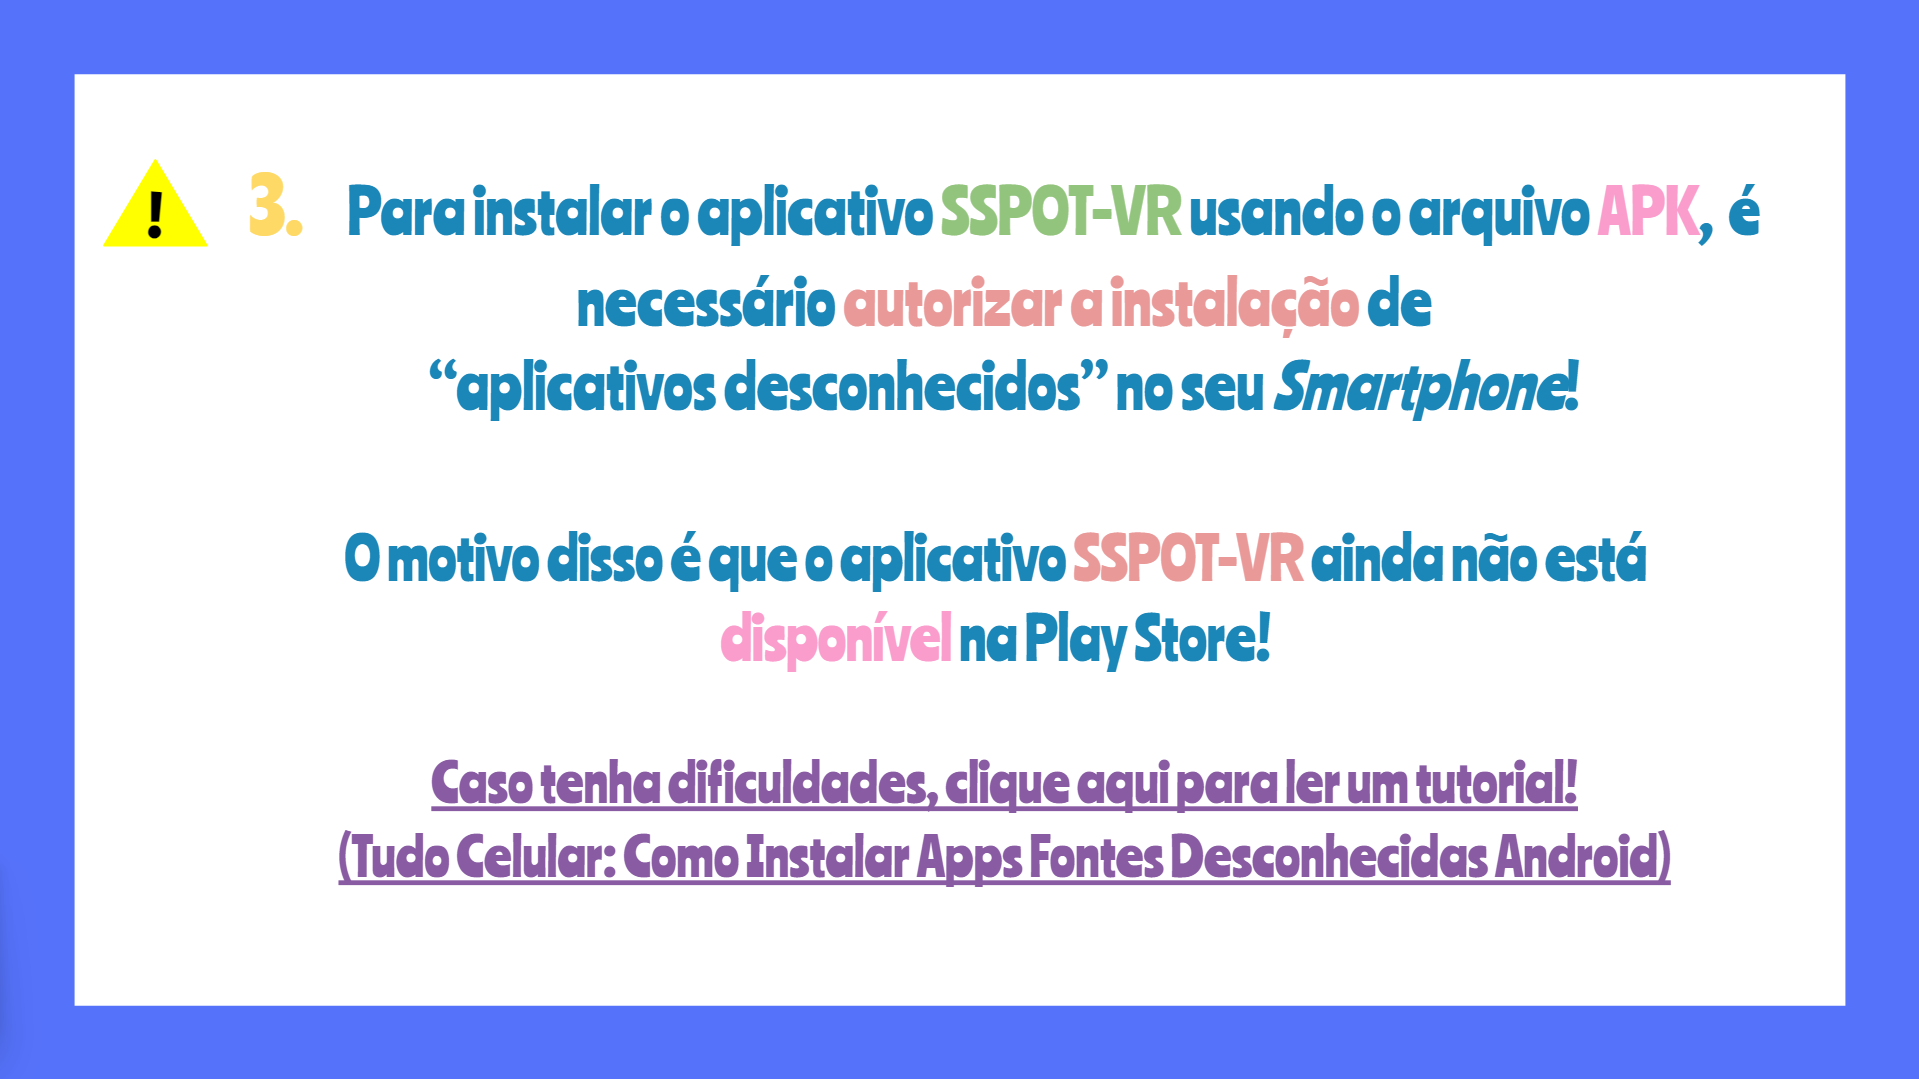 ! 3. Para instalar o aplicativo SSPOT-VR usando o arquivo APK, é
necessário autorizar a instalação de
“aplicativos desconhecidos” no seu Smartphone!
O motivo disso é que o aplicativo SSPOT-VR ainda não está
disponível na Play Store!
Caso tenha dificuldades, clique aqui para ler um tutorial!
(Tudo Celular: Como Instalar Apps Fontes Desconhecidas Android)